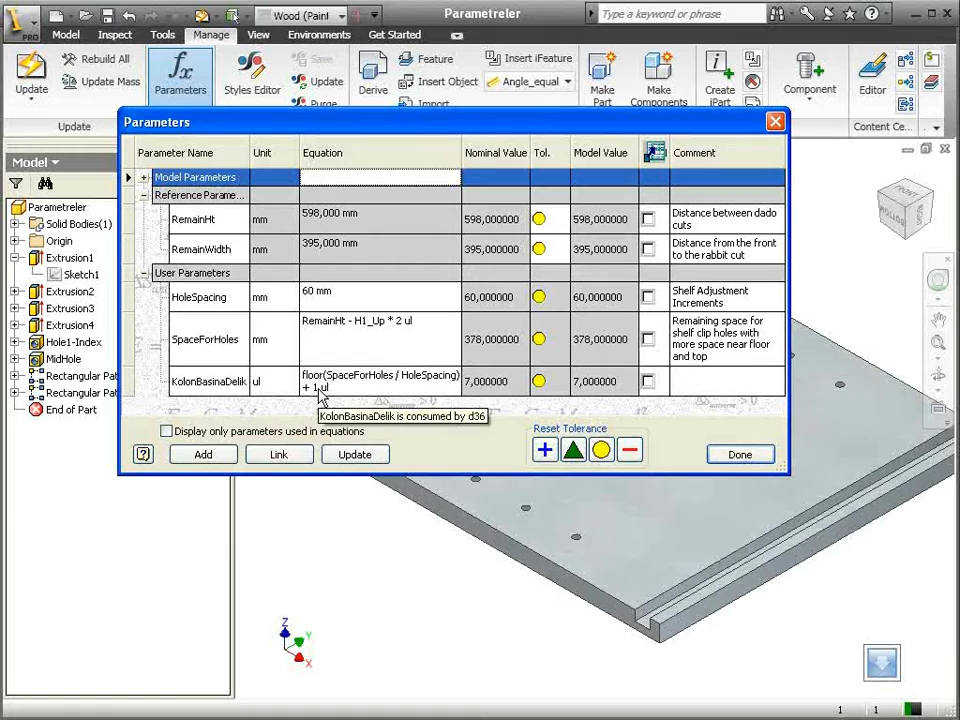 PRO
Wood (Paint
Parametreler
Type a keyword or phrase
Model Inspect Tools Manage View Environments Get Started
Update
Rebuild All
Update Mass
Update
fx
Parameters
Styles Editor
Save
Update
Purge
Derive
Feature
Insert Object
Import
Insert iFeature
Angle_equal
Make
Part
Make
Components
Create
iPart
Component
Editor
Content Ce...
Model
Parametreler
Solid Bodies(1)
Origin
Extrusion1
Sketch1
Extrusion2
Extrusion3
Extrusion4
Hole1-Index
MidHole
Rectangular Pat
Rectangular Pat
End of Part
Parameters
Parameter Name Unit Equation Nominal Value Tol. Model Value Comment
Model Parameters
Reference Parame...
RemainHt mm 598,000 mm 598,000000 598,000000 Distance between dado
cuts
RemainWidth mm 395,000 mm 395,000000 395,000000 Distance from the front
to the rabbit cut
User Parameters
HoleSpacing mm 60 mm 60,000000 60,000000 Shelf Adjustment
Increments
SpaceForHoles mm RemainHt - H1_Up * 2 ul 378,000000 378,000000 Remaining space for
shelf clip holes with
more space near floor
and top
KolonBasinaDelik ul floor(SpaceForHoles / HoleSpacing)
+ 1 ul 7,000000 7,000000
KolonBasinaDelik is consumed by d36
Display only parameters used in equations
Reset Tolerance
Add Link Update Done
FRONT
BOTTOM
Z
Y
X
1 1